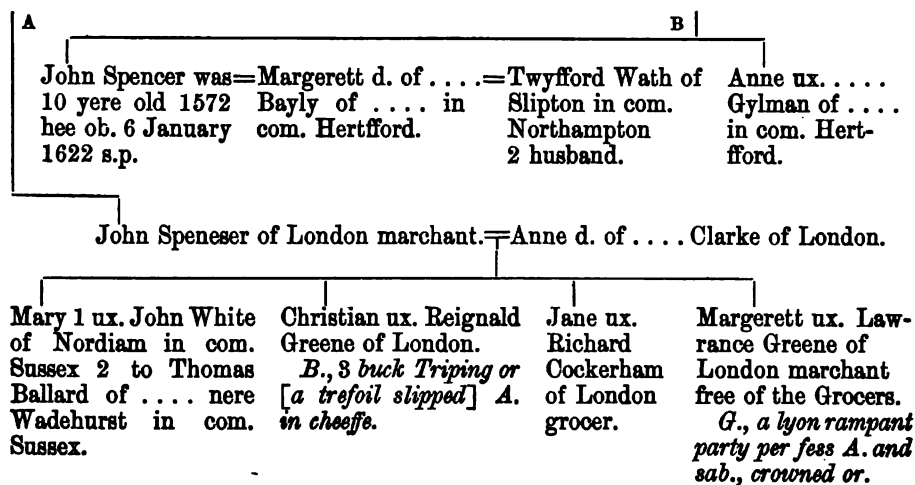 A
B
John Spencer was=
10 yere old 1572
hee ob. 6 January
1622 s.p.
Margerett d. of ....=
Bayly of .... in
com. Hertfford.
Twyfford Wath of
Slipton in com.
Northampton
2 husband.
Anne ux.....
Gylman of ....
in com. Hert-
fford.
John Speneser of London marchant.=Anne d. of .... Clarke of London.
Mary 1 ux. John White
of Nordiam in com.
Sussex 2 to Thomas
Ballard of .... nere
Wadehurst in com.
Sussex.
Christian ux. Reignald
Greene of London.
B., 3 buck Triping or
[a trefoil slipped] A.
in cheeffe.
Jane ux.
Richard
Cockerham
of London
grocer.
Margerett ux. Law-
rance Greene of
London marchant
free of the Grocers.
G., a lyon rampant
party per fess A. and
sab., crowned or.